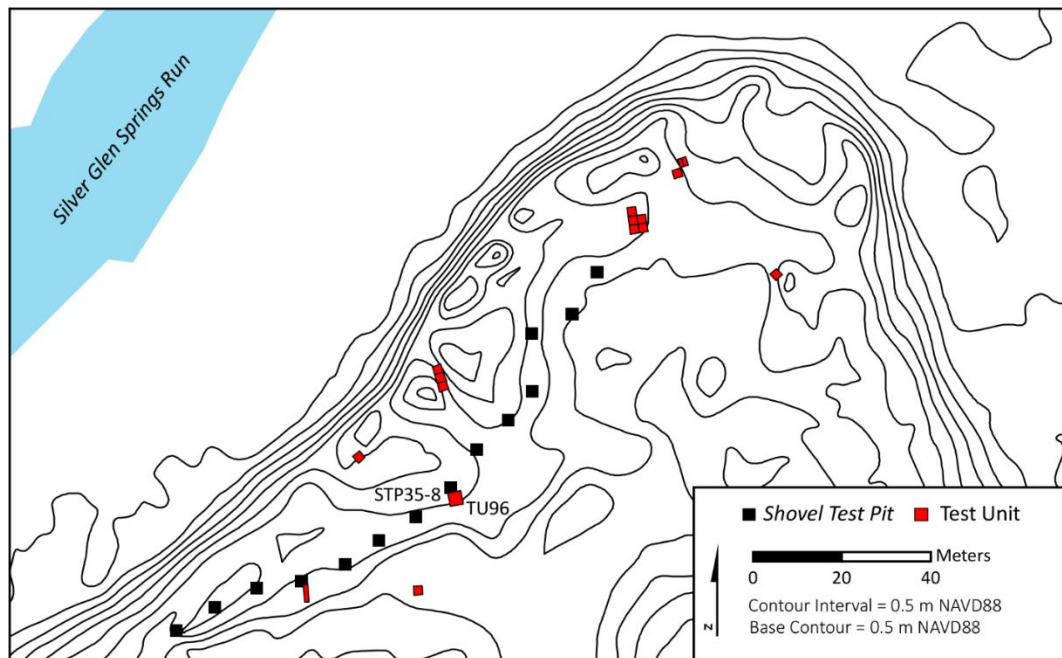 Silver Glen Springs Run
STP35-8
TU96
Shovel Test Pit
Test Unit
Meters
0 20 40
Contour Interval = 0.5 m NAVD88
Base Contour = 0.5 m NAVD88
N